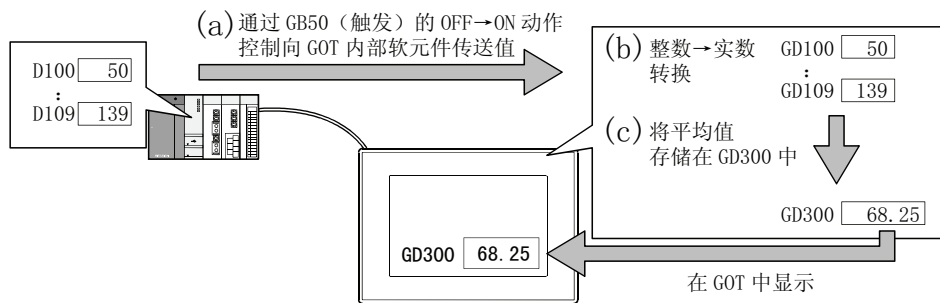 (a) 通过 GB50（触发）的 OFF→ON 动作
控制向 GOT 内部软元件传送值
D100 50
⋮
D109 139
(b) 整数→实数
转换
GD100 50
⋮
GD109 139
(c) 将平均值
存储在 GD300 中
GD300 68.25
GD300 68.25
在 GOT 中显示